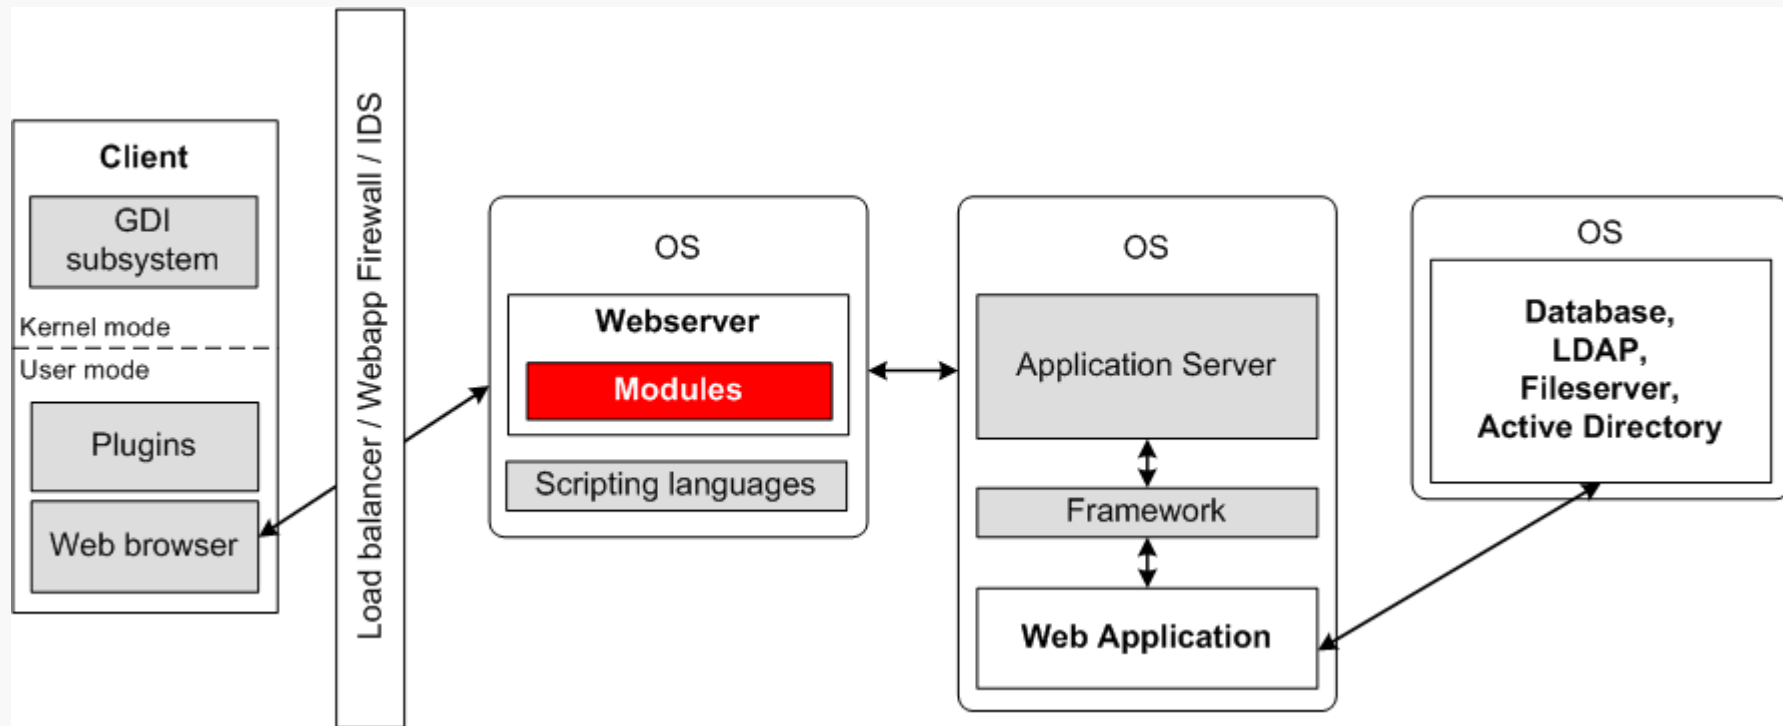 Client
GDI
subsystem
Kernel mode
User mode
Plugins
Web browser
Load balancer / Webapp Firewall / IDS
OS
Webserver
Modules
Scripting languages
OS
Application Server
Framework
Web Application
OS
Database,
LDAP,
Fileserver,
Active Directory